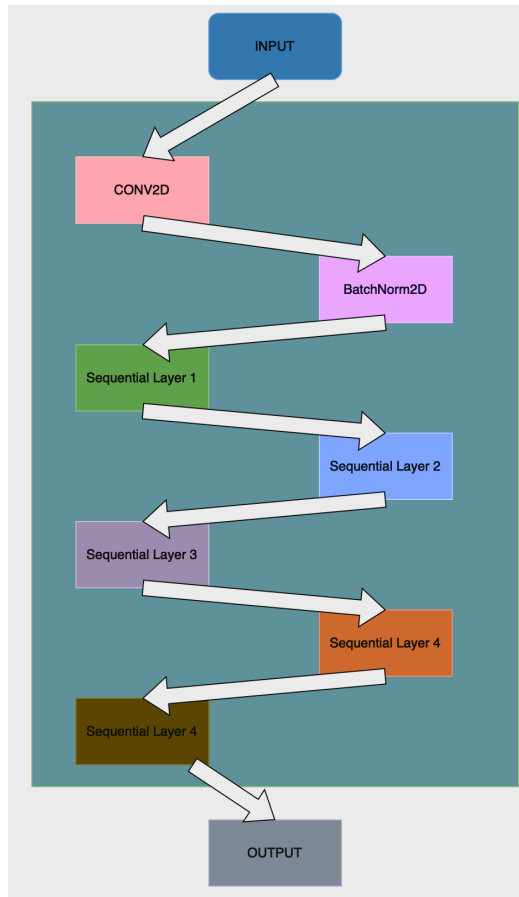 INPUT
CONV2D
BatchNorm2D
Sequential Layer 1
Sequential Layer 2
Sequential Layer 3
Sequential Layer 4
Sequential Layer 4
OUTPUT